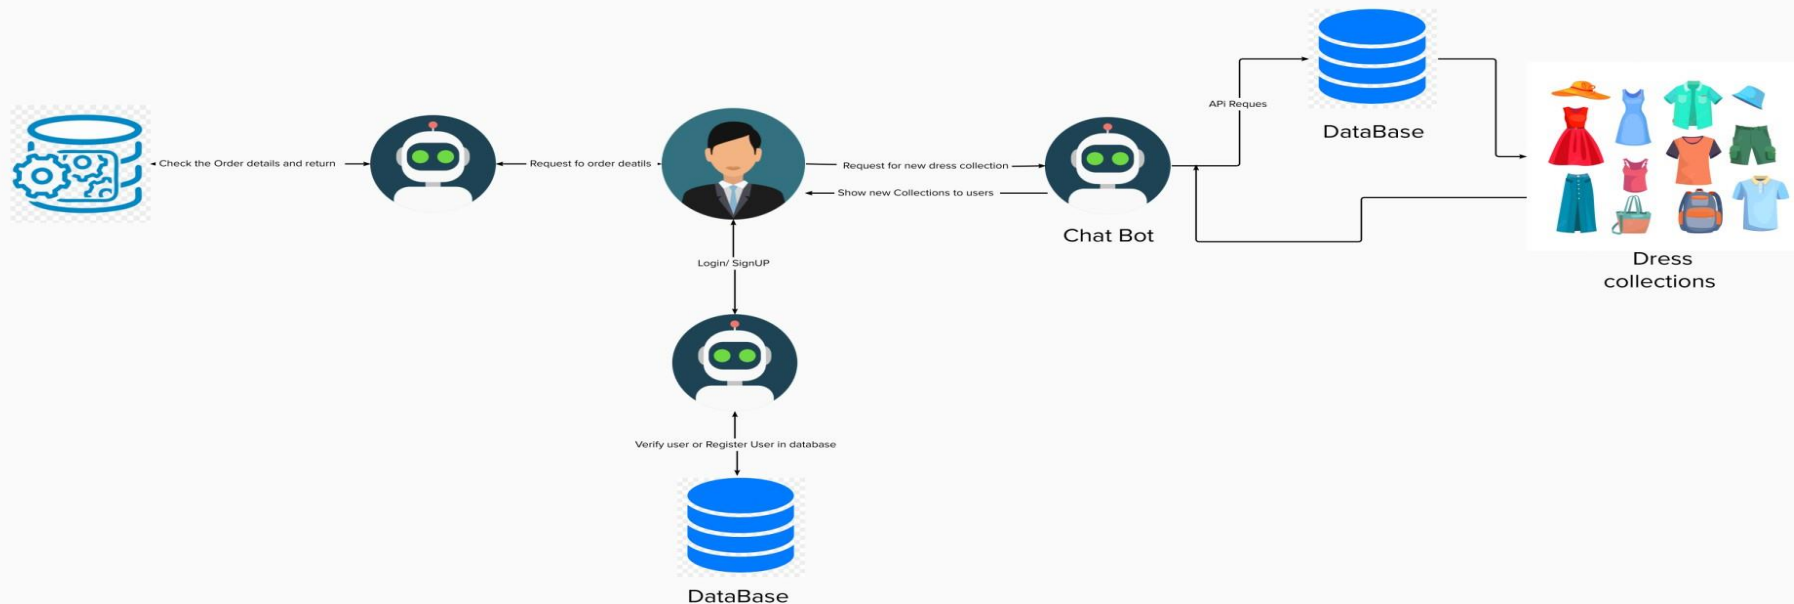 APi Reques
DataBase
Check the Order details and return
Request fo order deatils
Request for new dress collection
Show new Collections to users
Chat Bot
Dress
collections
Login/ SignUP
Verify user or Register User in database
DataBase